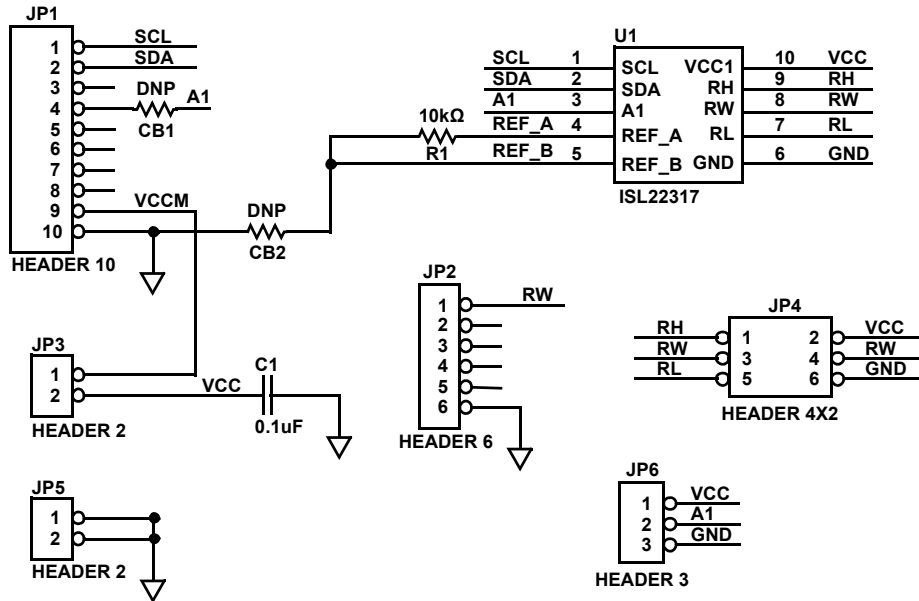 JP1
1 SCL
2 SDA
3
4 DNP A1
CB1
5
6
7
8
9 VCCM
10
HEADER 10
DNP
CB2
10kΩ
R1
U1
SCL 1 SCL
SDA 2 SDA
A1 3 A1
REF_A 4 REF_A
REF_B 5 REF_B
VCC1 10 VCC
RH 9 RH
RW 8 RW
RL 7 RL
GND 6 GND
ISL22317
JP3
1
2 VCC
HEADER 2
C1
0.1uF
JP2
1 RW
2
3
4
5
6
HEADER 6
JP4
RH 1 2 VCC
RW 3 4 RW
RL 5 6 GND
HEADER 4X2
JP5
1
2
HEADER 2
JP6
1 VCC
2 A1
3 GND
HEADER 3